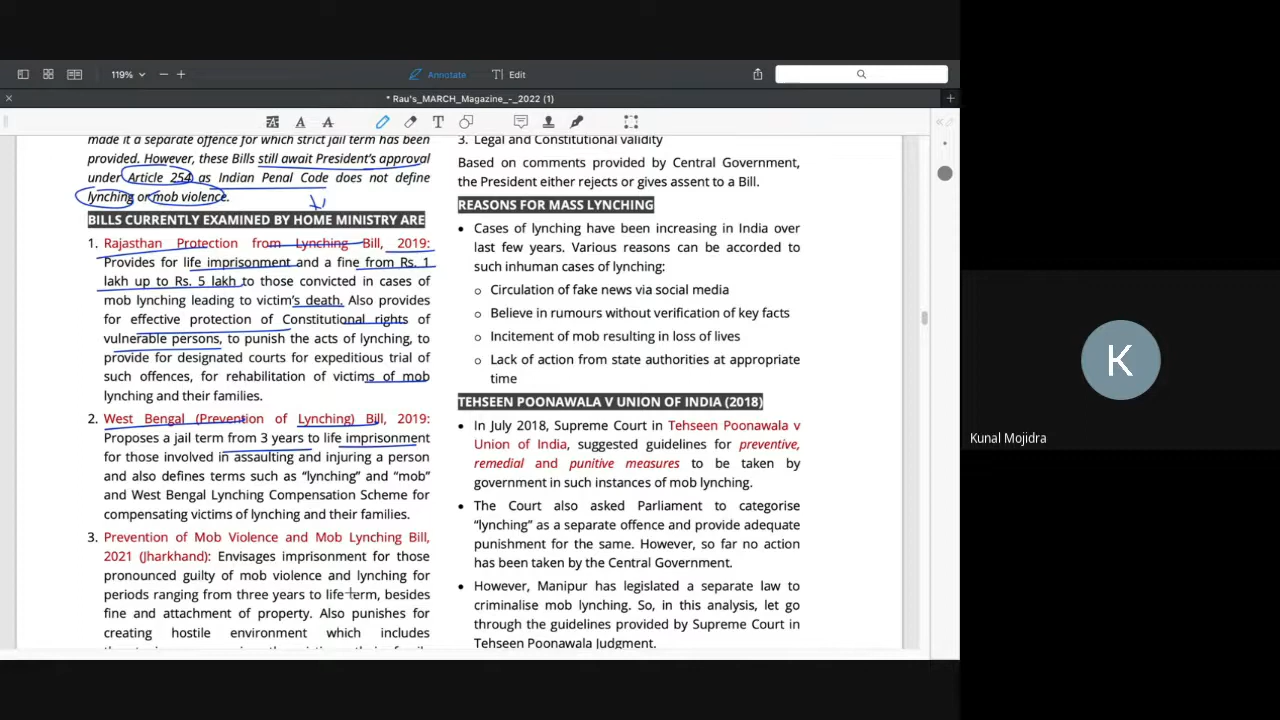 119%
Annotate
Edit
* Rau's_MARCH_Magazine_-_2022 (1)
made it a separate offence for which strict jail term has been
provided. However, these Bills still await President's approval
under Article 254 as Indian Penal Code does not define
lynching or mob violence.
BILLS CURRENTLY EXAMINED BY HOME MINISTRY ARE
1. Rajasthan Protection from Lynching Bill, 2019:
Provides for life imprisonment and a fine from Rs. 1
lakh up to Rs. 5 lakh to those convicted in cases of
mob lynching leading to victim's death. Also provides
for effective protection of Constitutional rights of
vulnerable persons, to punish the acts of lynching, to
provide for designated courts for expeditious trial of
such offences, for rehabilitation of victims of mob
lynching and their families.
2. West Bengal (Prevention of Lynching) Bill, 2019:
Proposes a jail term from 3 years to life imprisonment
for those involved in assaulting and injuring a person
and also defines terms such as "lynching" and "mob"
and West Bengal Lynching Compensation Scheme for
compensating victims of lynching and their families.
3. Prevention of Mob Violence and Mob Lynching Bill,
2021 (Jharkhand): Envisages imprisonment for those
pronounced guilty of mob violence and lynching for
periods ranging from three years to life term, besides
fine and attachment of property. Also punishes for
creating hostile environment which includes
3. Legal and Constitutional validity
Based on comments provided by Central Government,
the President either rejects or gives assent to a Bill.
REASONS FOR MASS LYNCHING
• Cases of lynching have been increasing in India over
last few years. Various reasons can be accorded to
such inhuman cases of lynching:
o Circulation of fake news via social media
o Believe in rumours without verification of key facts
o Incitement of mob resulting in loss of lives
o Lack of action from state authorities at appropriate
time
TEHSEEN POONAWALA V UNION OF INDIA (2018)
• In July 2018, Supreme Court in Tehseen Poonawala v
Union of India, suggested guidelines for preventive,
remedial and punitive measures to be taken by
government in such instances of mob lynching.
• The Court also asked Parliament to categorise
"lynching" as a separate offence and provide adequate
punishment for the same. However, so far no action
has been taken by the Central Government.
• However, Manipur has legislated a separate law to
criminalise mob lynching. So, in this analysis, let go
through the guidelines provided by Supreme Court in
Tehseen Poonawala Judgment.
K
Kunal Mojidra